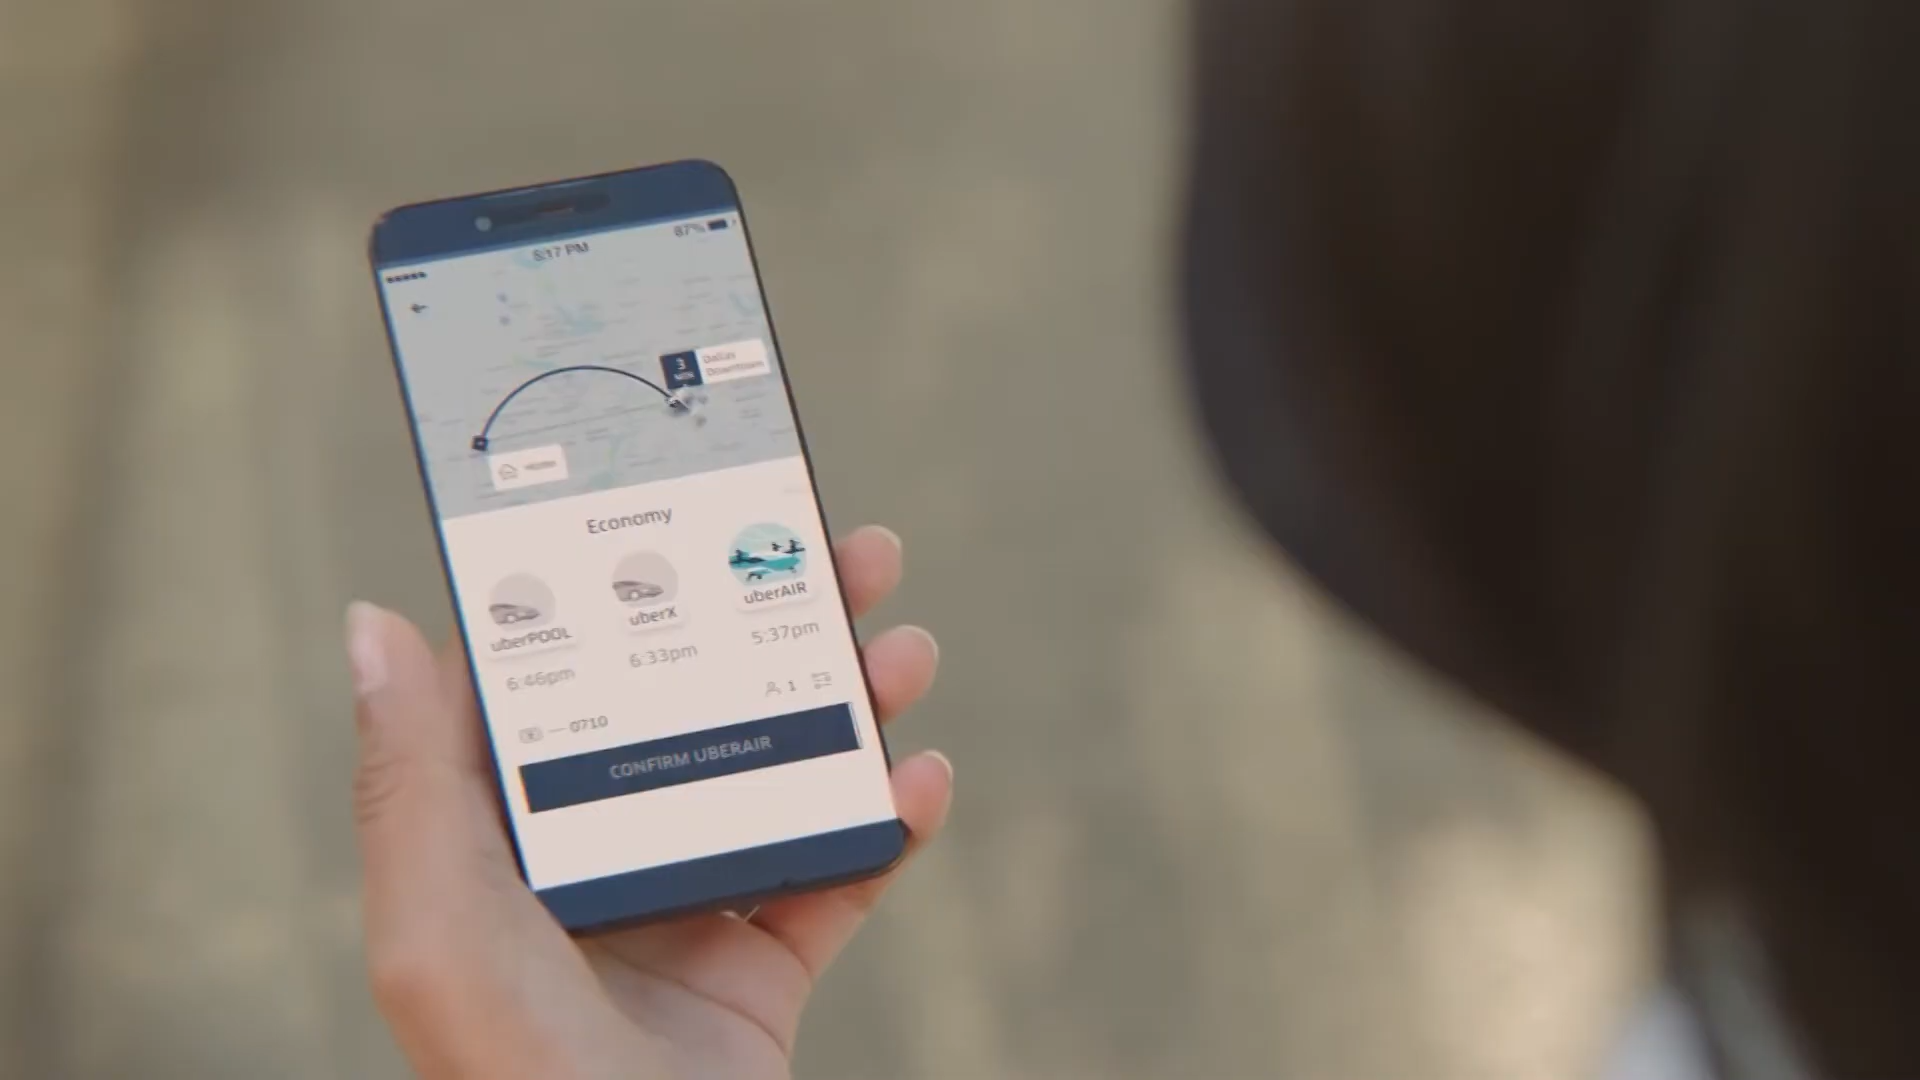 87%
5:17 PM
3
MIN
Dallas
Downtown
Home
Economy
uberPOOL
uberX
uberAIR
6:46pm
6:33pm
5:37pm
1
0710
CONFIRM UBERAIR